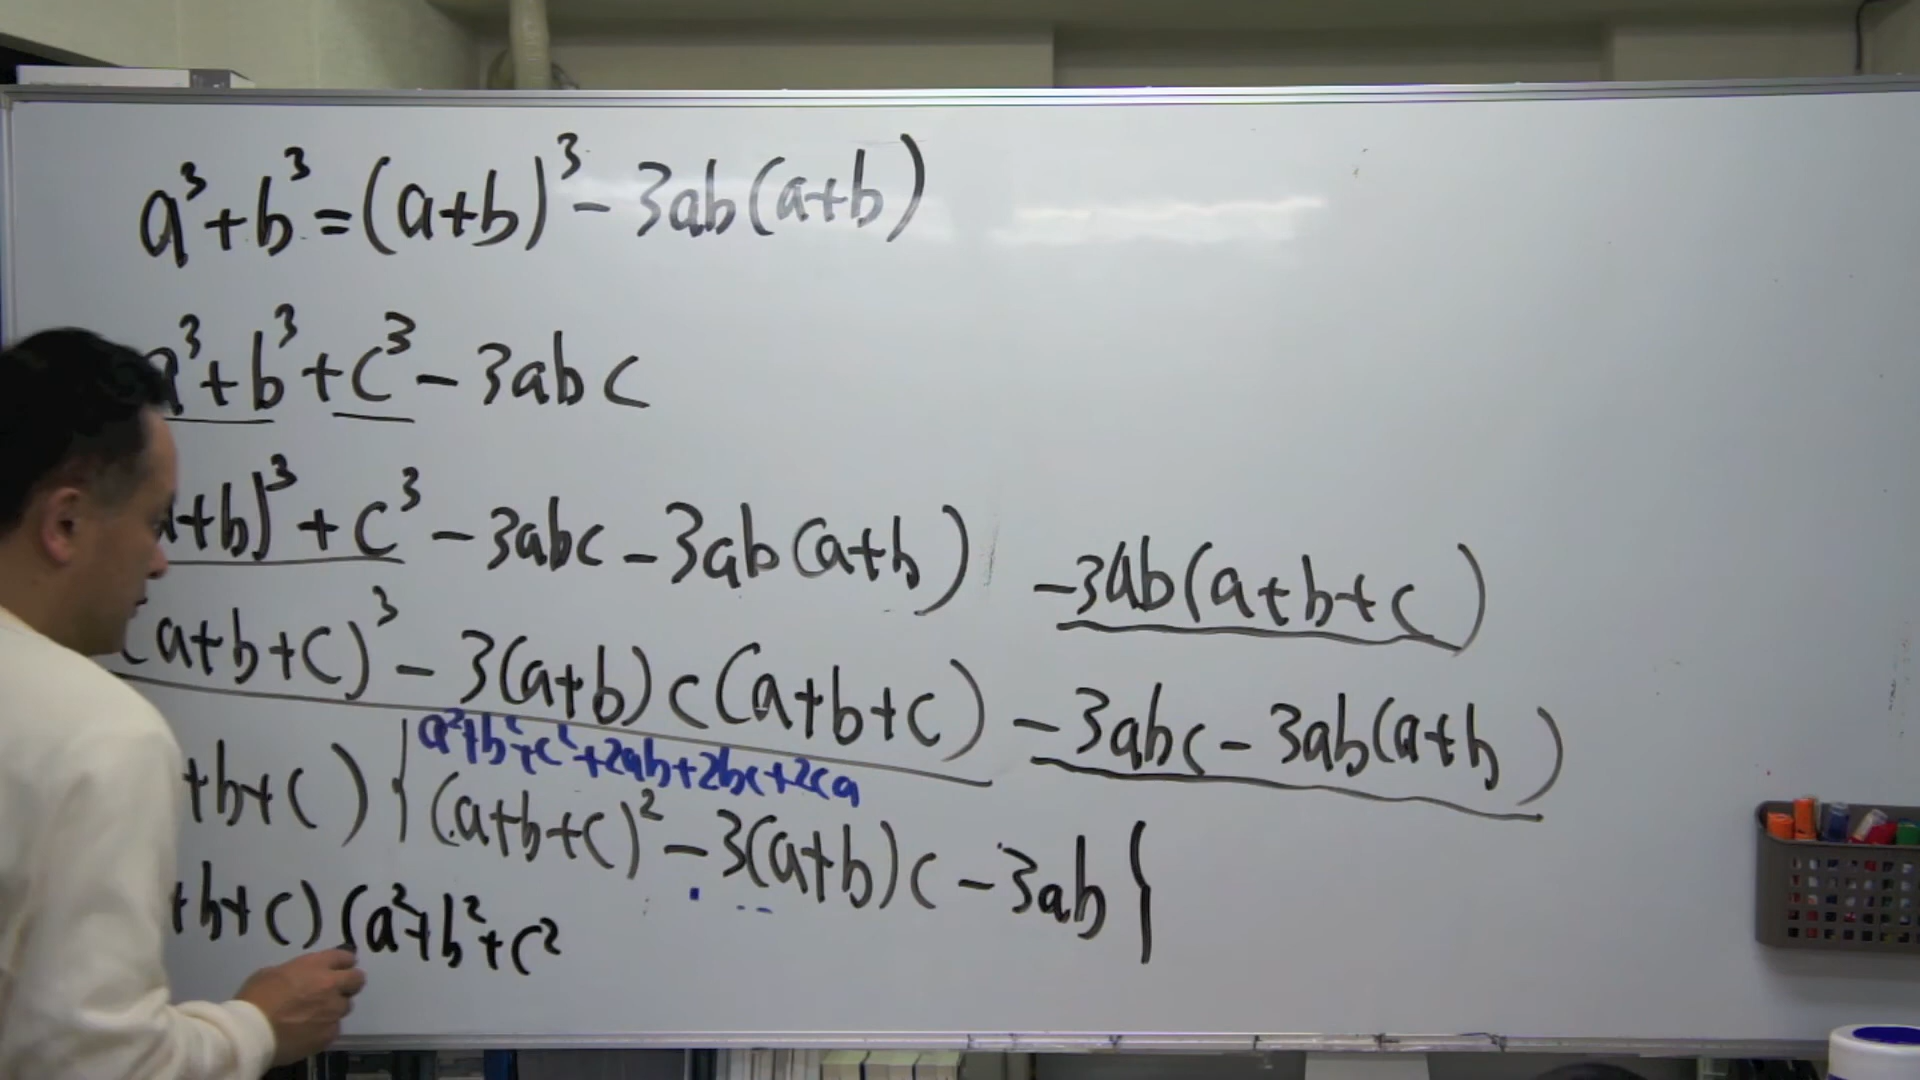 a³+b³=(a+b)³-3ab(a+b)
a³+b³+c³-3abc
a+b)³+c³-3abc-3ab(a+b)
-3ab(a+b+c)
(a+b+c)³-3(a+b)c(a+b+c)-3abc-3ab(a+b)
a²+b²+c²+2ab+2bc+2ca
+b+c){(a+b+c)²-3(a+b)c-3ab}
+b+c)(a²+b²+c²